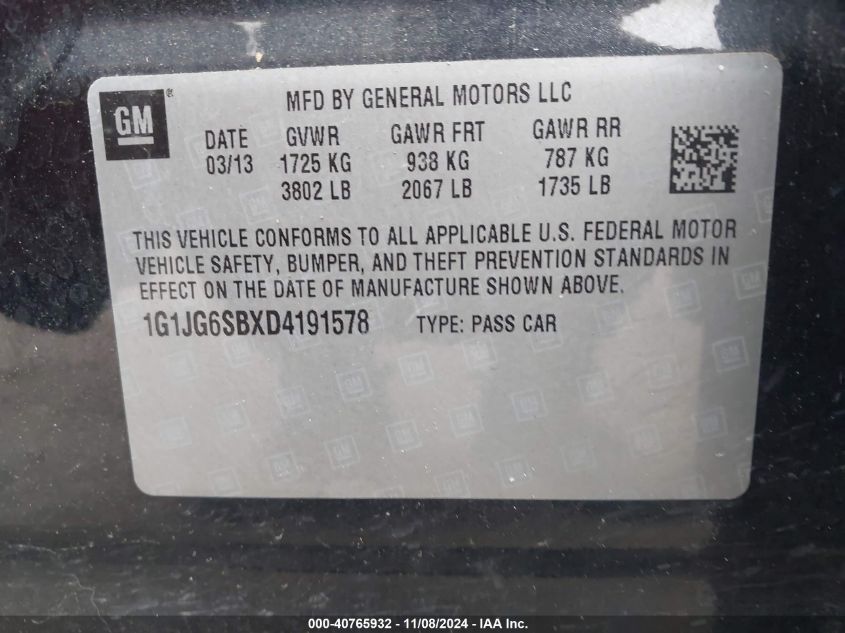 GM ®
MFD BY GENERAL MOTORS LLC
DATE GVWR GAWR FRT GAWR RR
03/13 1725 KG 938 KG 787 KG
3802 LB 2067 LB 1735 LB
THIS VEHICLE CONFORMS TO ALL APPLICABLE U.S. FEDERAL MOTOR
VEHICLE SAFETY, BUMPER, AND THEFT PREVENTION STANDARDS IN
EFFECT ON THE DATE OF MANUFACTURE SHOWN ABOVE.
1G1JG6SBXD4191578 TYPE: PASS CAR
000-40765932 - 11/08/2024 - IAA Inc.